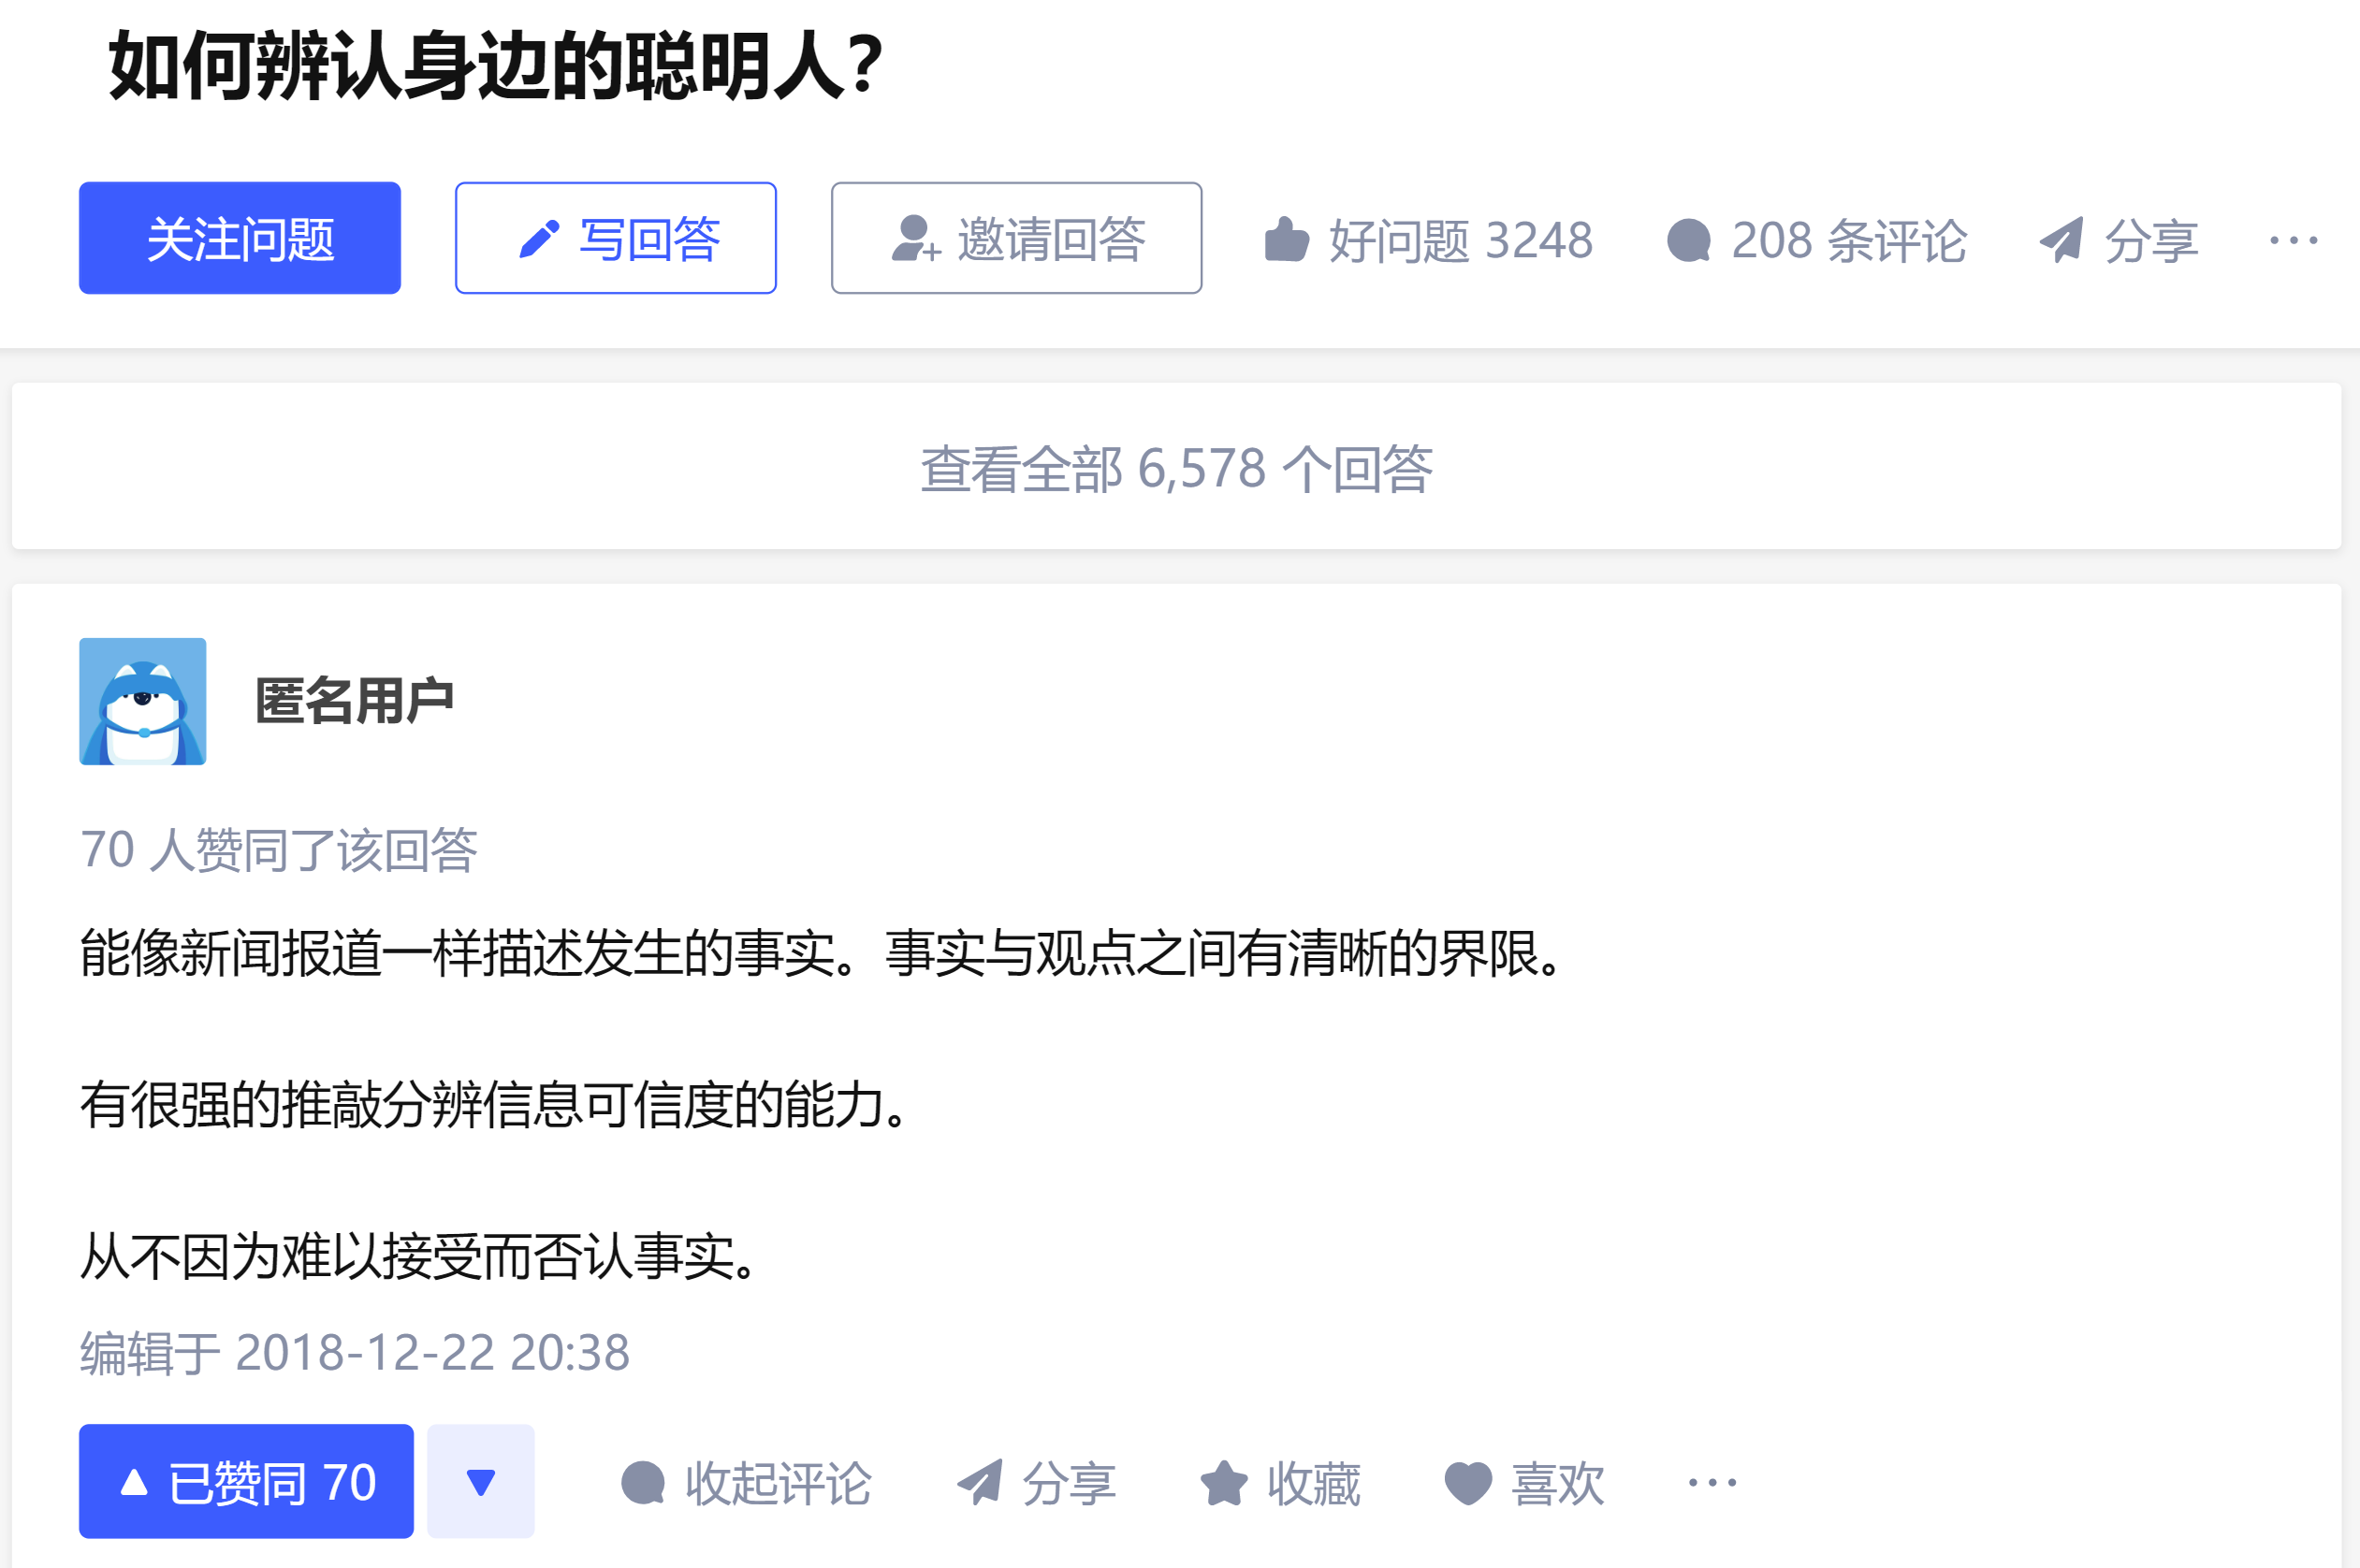 如何辨认身边的聪明人？
关注问题 写回答 邀请回答 好问题 3248 208 条评论 分享 ···
查看全部 6,578 个回答
匿名用户
70 人赞同了该回答
能像新闻报道一样描述发生的事实。事实与观点之间有清晰的界限。
有很强的推敲分辨信息可信度的能力。
从不因为难以接受而否认事实。
编辑于 2018-12-22 20:38
已赞同 70 收起评论 分享 收藏 喜欢 ···